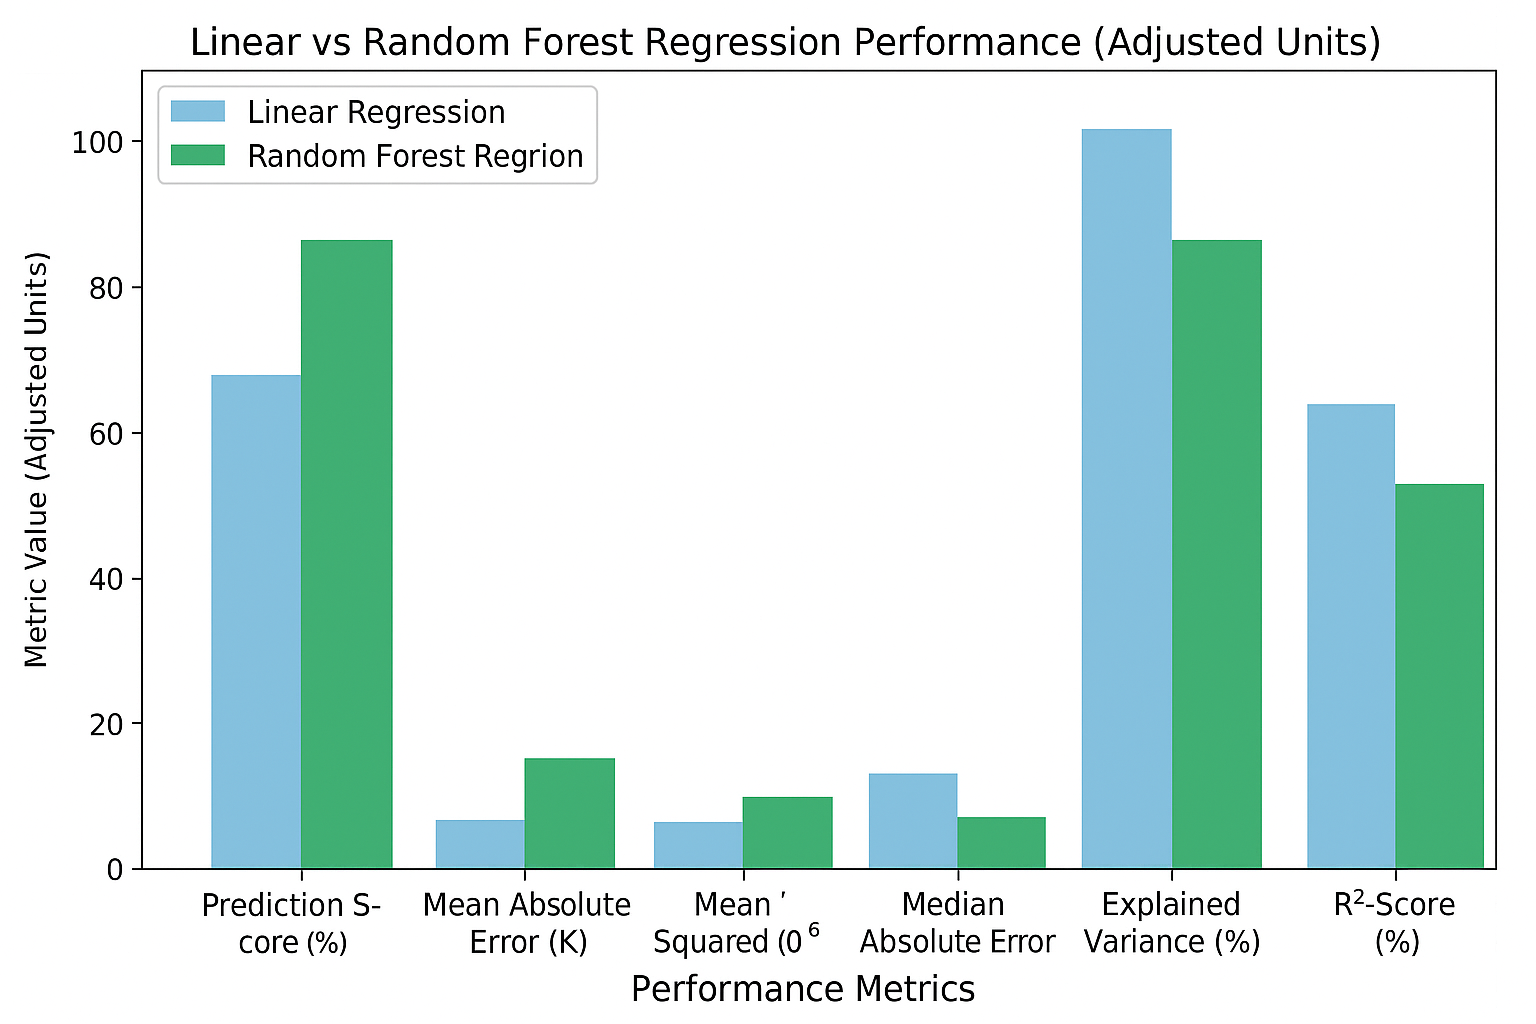 Linear vs Random Forest Regression Performance (Adjusted Units)
Linear Regression
Random Forest Regrion
Metric Value (Adjusted Units)
100
80
60
40
20
0
Prediction S-
core (%)
Mean Absolute
Error (K)
Mean ′
Squared (0⁶
Median
Absolute Error
Explained
Variance (%)
R²-Score
(%)
Performance Metrics